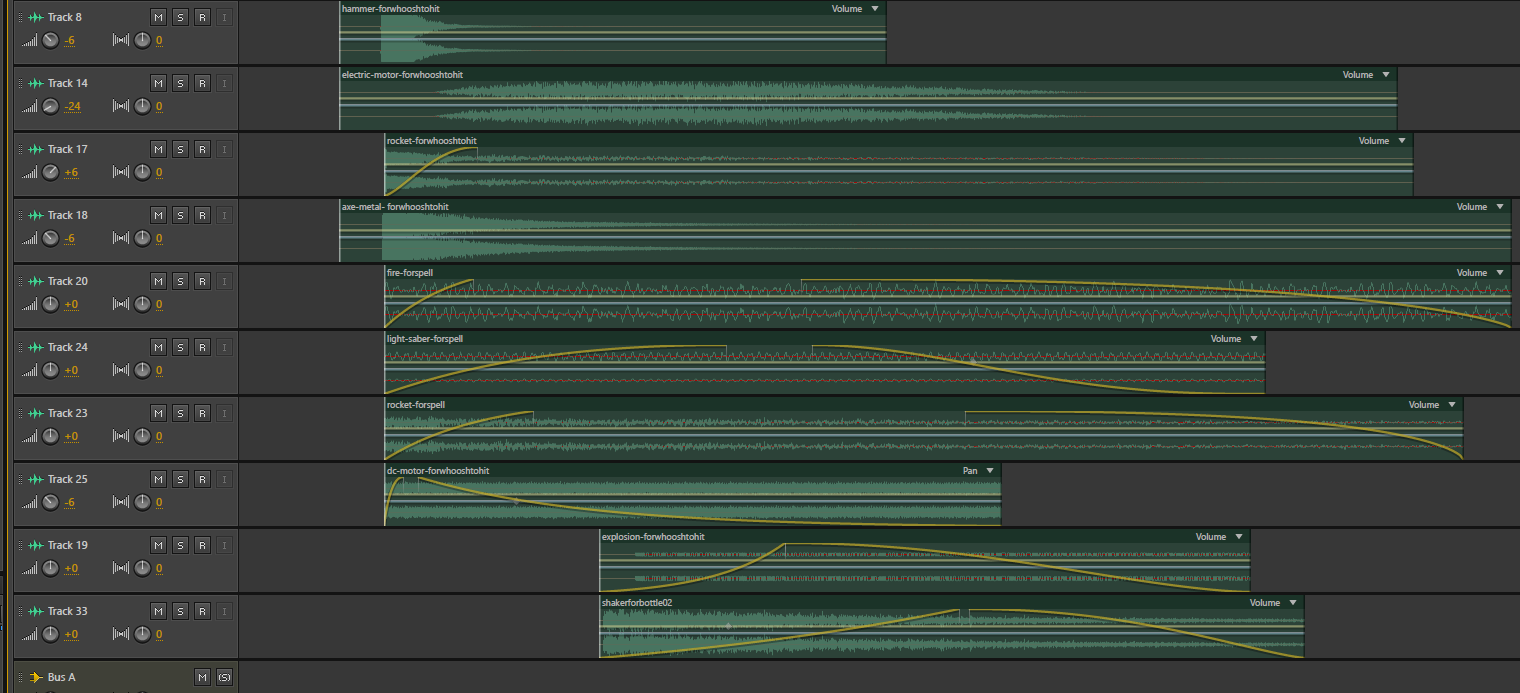 Track 8 M S R I hammer-forwhooshtohit Volume
-6 0
Track 14 M S R I electric-motor-forwhooshtohit Volume
-24 0
Track 17 M S R I rocket-forwhooshtohit Volume
+6 0
Track 18 M S R I axe-metal- forwhooshtohit Volume
-6 0
Track 20 M S R I fire-forspell Volume
+0 0
Track 24 M S R I light-saber-forspell Volume
+0 0
Track 23 M S R I rocket-forspell Volume
+0 0
Track 25 M S R I dc-motor-forwhooshtohit Pan
-6 0
Track 19 M S R I explosion-forwhooshtohit Volume
+0 0
Track 33 M S R I shakerforbottle02 Volume
+0 0
Bus A M (S)